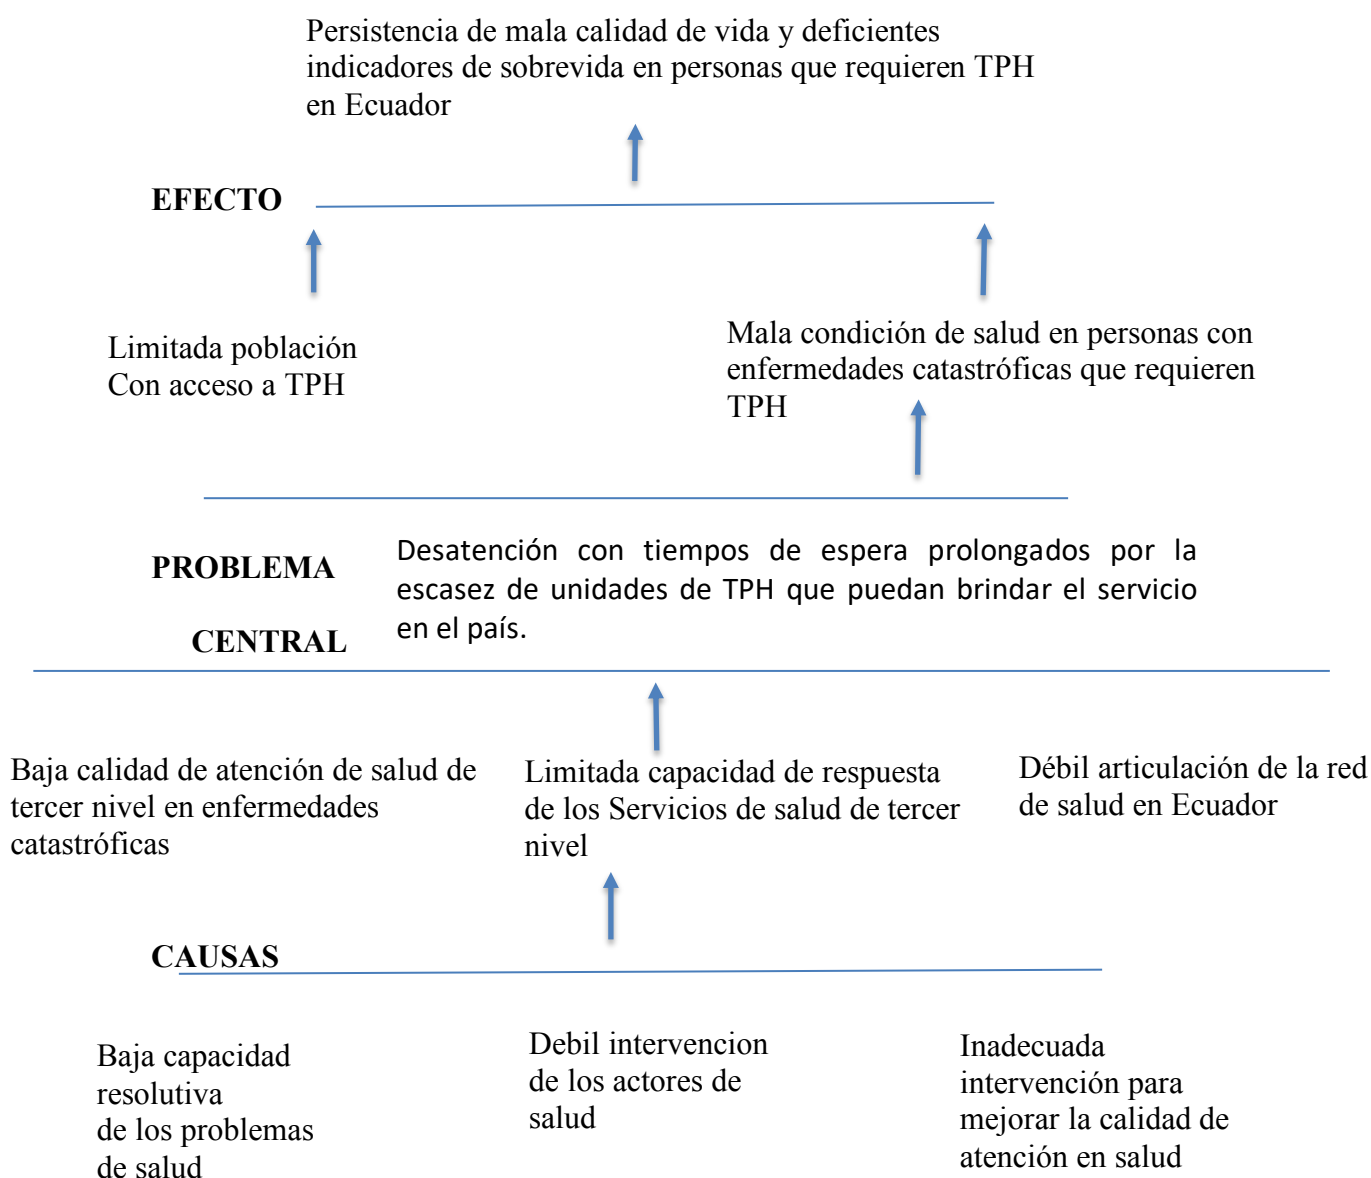 Persistencia de mala calidad de vida y deficientes
indicadores de sobrevida en personas que requieren TPH
en Ecuador
EFECTO
Limitada población
Con acceso a TPH
Mala condición de salud en personas con
enfermedades catastróficas que requieren
TPH
PROBLEMA
CENTRAL
Desatención con tiempos de espera prolongados por la
escasez de unidades de TPH que puedan brindar el servicio
en el país.
Baja calidad de atención de salud de
tercer nivel en enfermedades
catastróficas
Limitada capacidad de respuesta
de los Servicios de salud de tercer
nivel
Débil articulación de la red
de salud en Ecuador
CAUSAS
Baja capacidad
resolutiva
de los problemas
de salud
Debil intervencion
de los actores de
salud
Inadecuada
intervención para
mejorar la calidad de
atención en salud